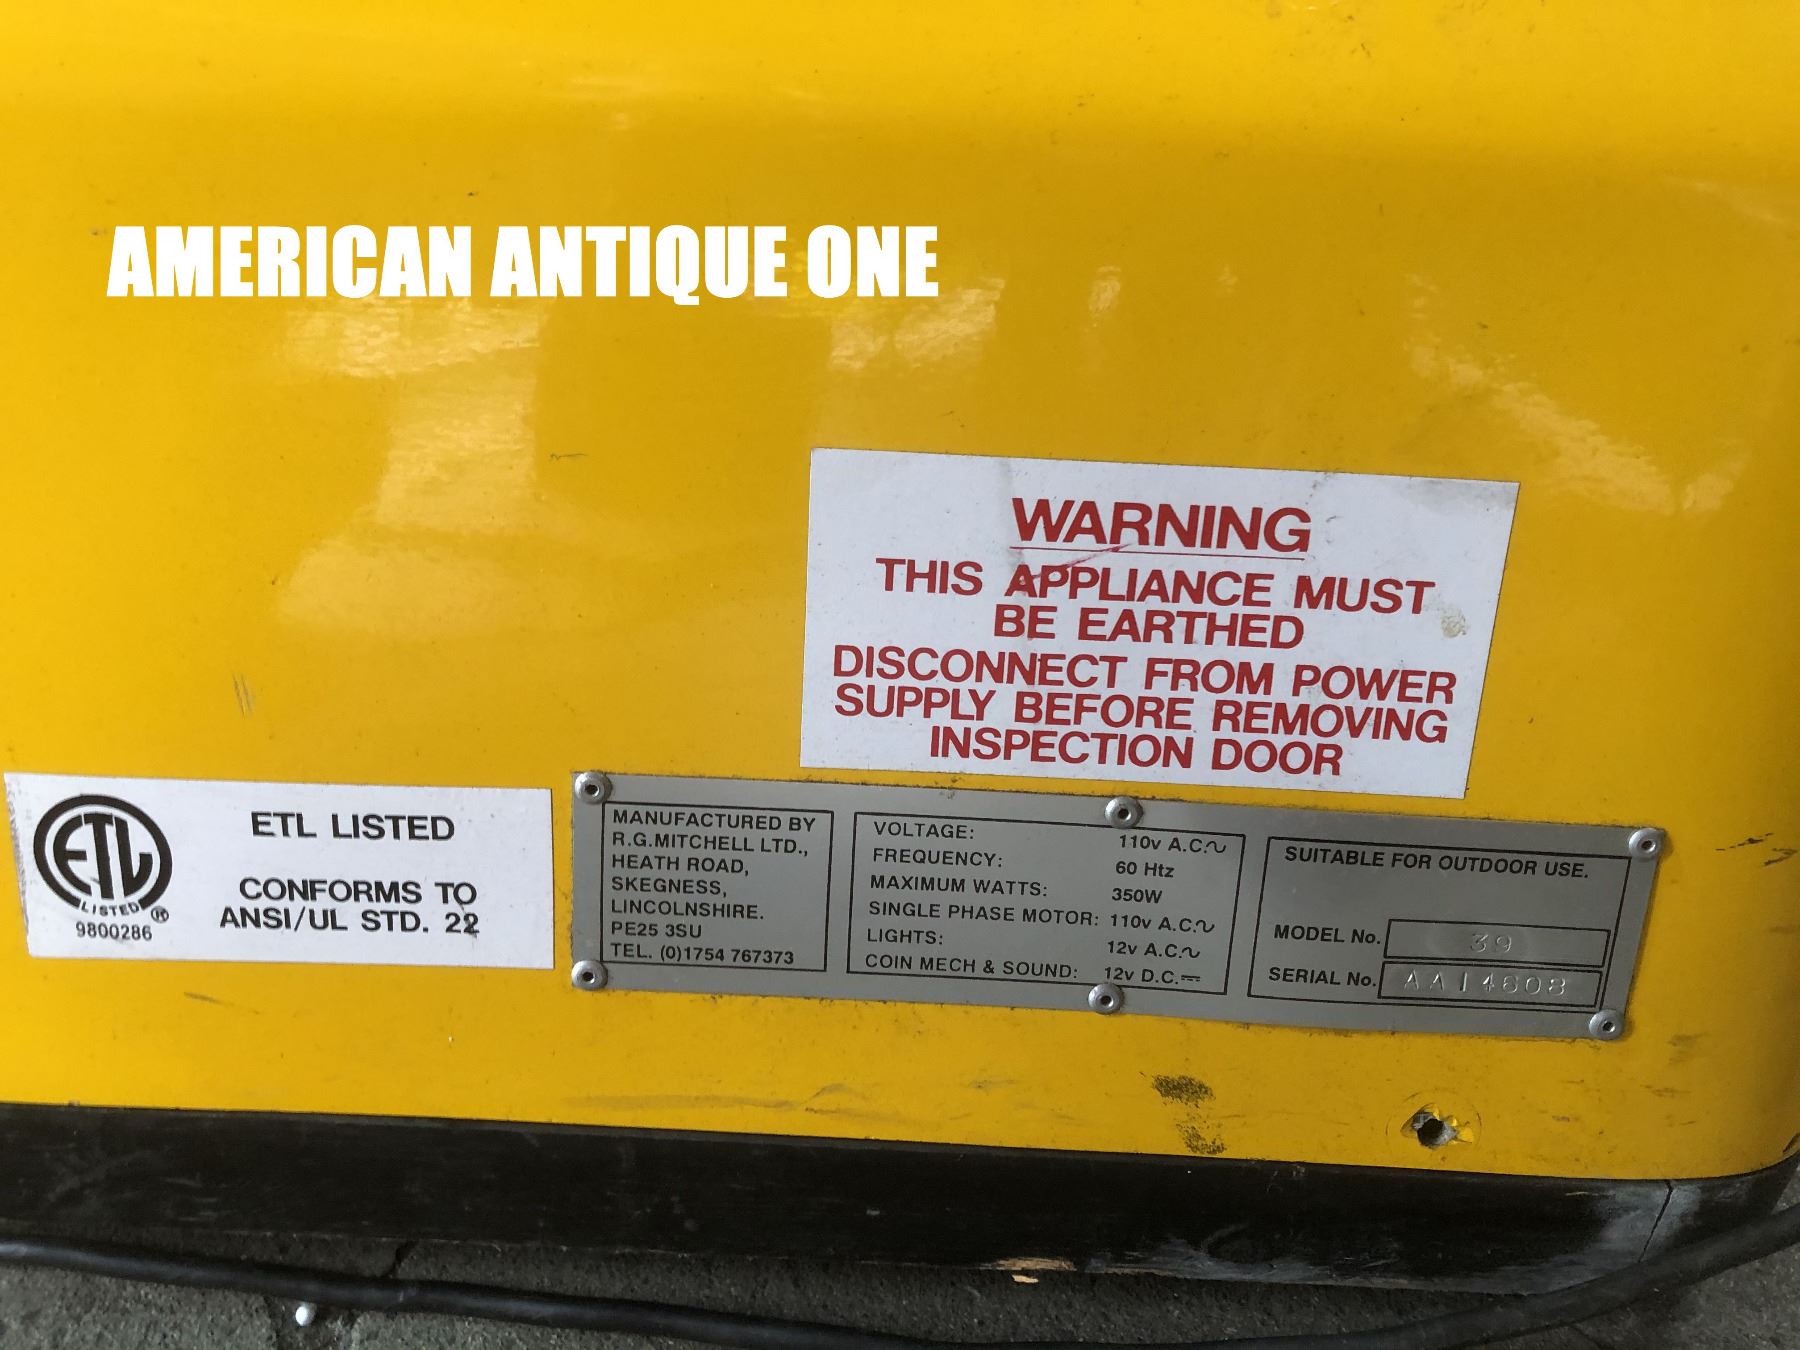 AMERICAN ANTIQUE ONE
WARNING
THIS APPLIANCE MUST
BE EARTHED
DISCONNECT FROM POWER
SUPPLY BEFORE REMOVING
INSPECTION DOOR
ETL
LISTED ®
9800286
ETL LISTED
CONFORMS TO
ANSI/UL STD. 22
MANUFACTURED BY
R.G.MITCHELL LTD.,
HEATH ROAD,
SKEGNESS,
LINCOLNSHIRE.
PE25 3SU
TEL. (0)1754 767373
VOLTAGE: 110v A.C.∿
FREQUENCY: 60 Htz
MAXIMUM WATTS: 350W
SINGLE PHASE MOTOR: 110v A.C.∿
LIGHTS: 12v A.C.∿
COIN MECH & SOUND: 12v D.C.⎓
SUITABLE FOR OUTDOOR USE.
MODEL No. 39
SERIAL No. AA14608